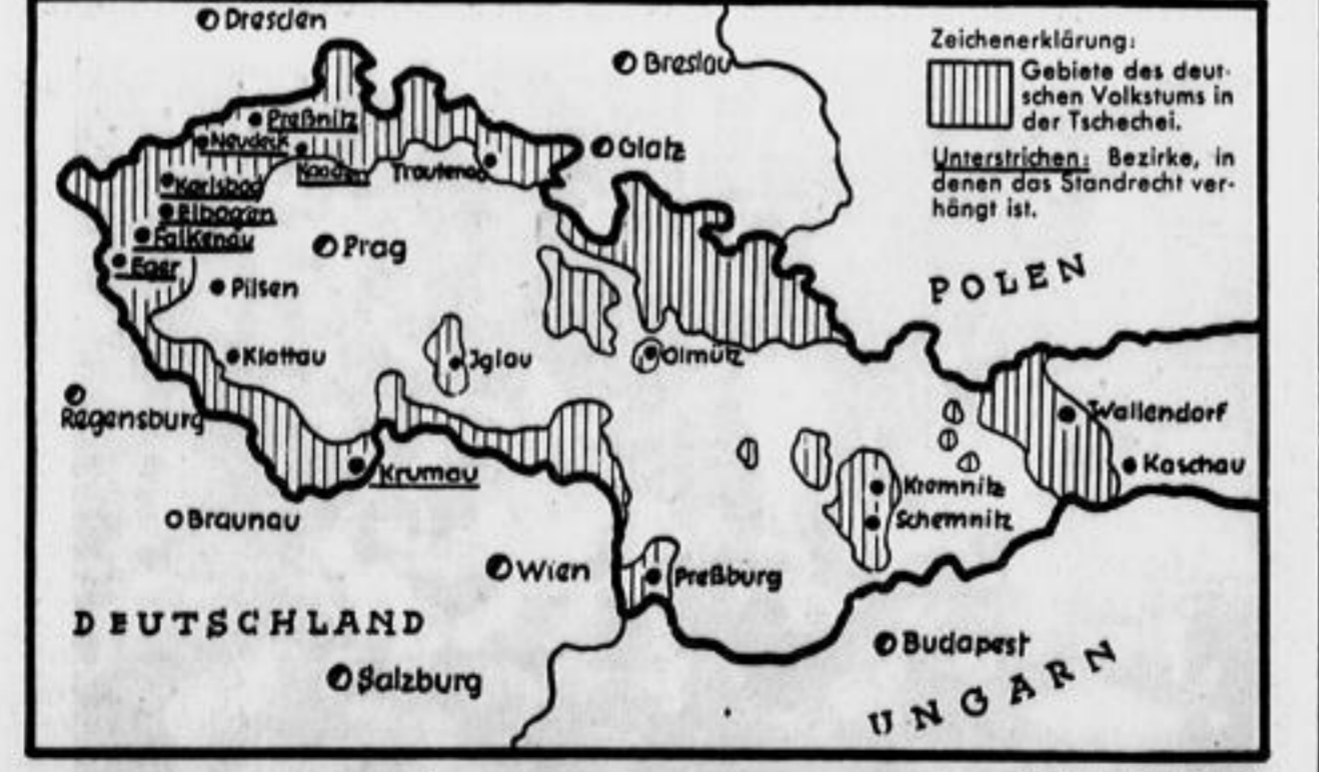 Dresden
Breslau
Zeichenerklärung:
Gebiete des deut-
schen Volkstums in
der Tschechei.
Unterstrichen: Bezirke, in
denen das Standrecht ver-
hängt ist.
Preßnitz
Neudeck
Kaaden
Trautenau
Glatz
Karlsbad
Elbogen
Falkenau
Eger
Prag
Pilsen
POLEN
Klattau
Jglau
Olmütz
Regensburg
Wallendorf
Kaschau
Krumau
Kremnitz
Schemnitz
Braunau
Wien
Preßburg
DEUTSCHLAND
Budapest
Salzburg
UNGARN